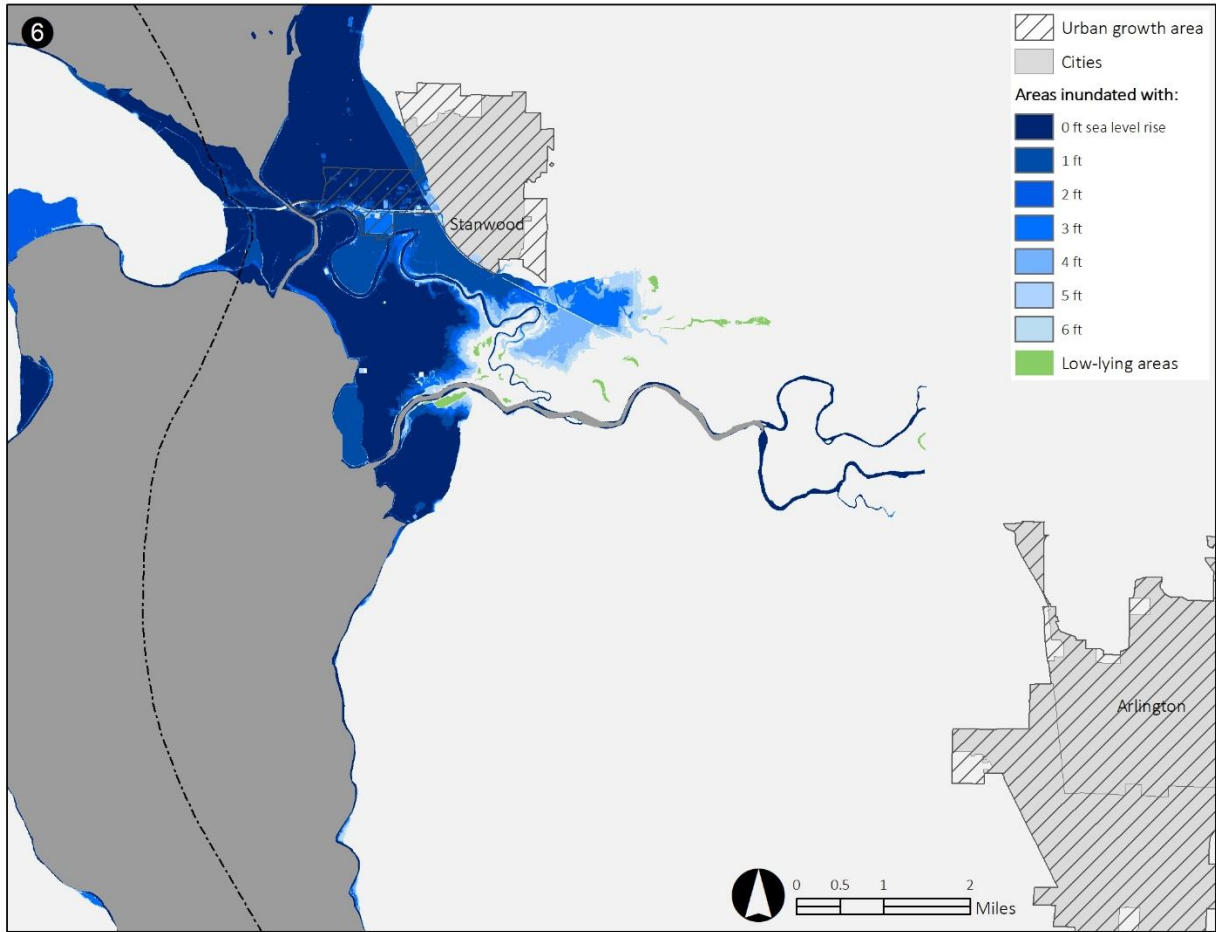 6
Urban growth area
Cities
Areas inundated with:
0 ft sea level rise
1 ft
2 ft
3 ft
4 ft
5 ft
6 ft
Low-lying areas
Stanwood
Arlington
0 0.5 1 2
Miles